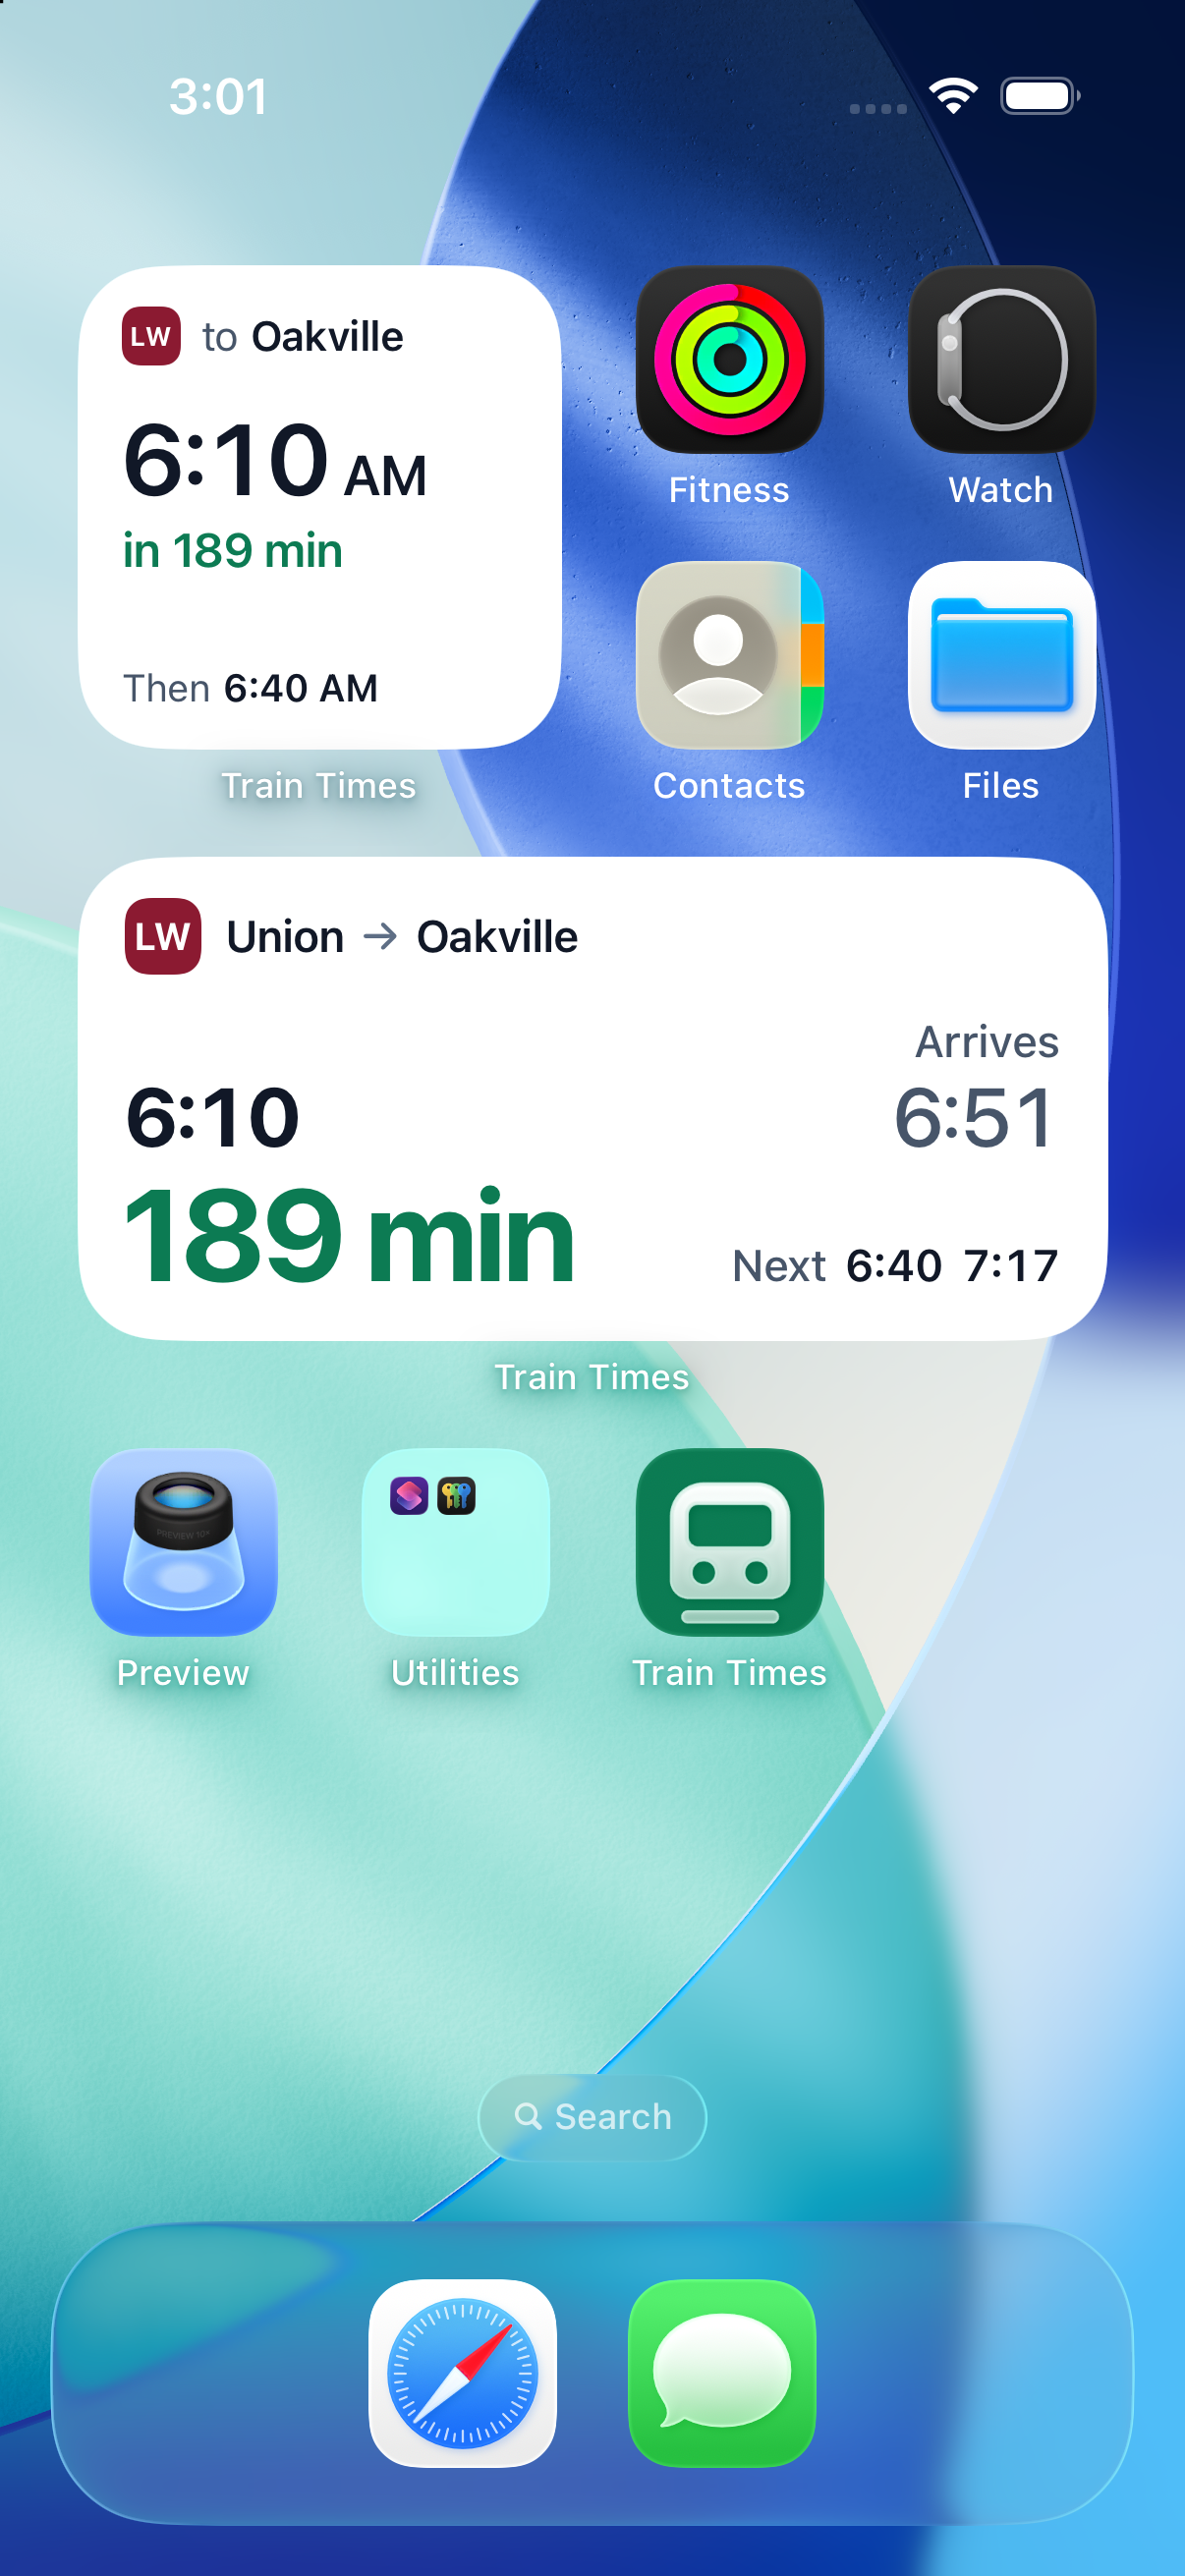 3:01
LW to Oakville
6:10 AM
in 189 min
Then 6:40 AM
Train Times
Fitness
Watch
Contacts
Files
LW Union → Oakville
Arrives
6:10
6:51
189 min
Next 6:40 7:17
Train Times
PREVIEW 10×
Preview
Utilities
Train Times
Search